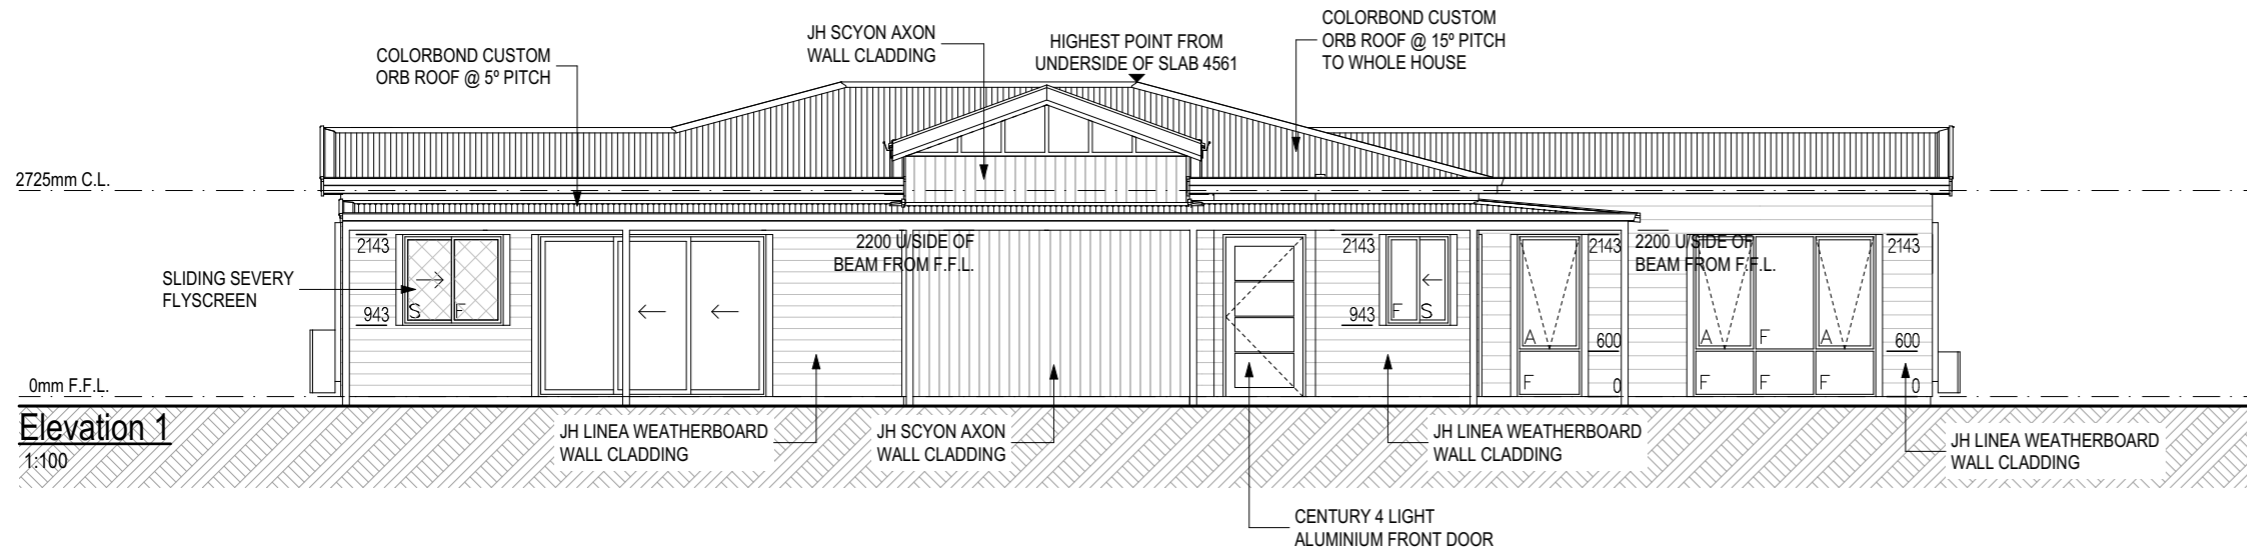 COLORBOND CUSTOM
ORB ROOF @ 5º PITCH
JH SCYON AXON
WALL CLADDING
HIGHEST POINT FROM
UNDERSIDE OF SLAB 4561
COLORBOND CUSTOM
ORB ROOF @ 15º PITCH
TO WHOLE HOUSE
2725mm C.L.
SLIDING SEVERY
FLYSCREEN
2143
943
S F
2200 U/SIDE OF
BEAM FROM F.F.L.
2143
943
F S
A
F
2143
600
0
2200 U/SIDE OF
BEAM FROM F.F.L.
A F A
F F F
2143
600
0
0mm F.F.L.
Elevation 1
1:100
JH LINEA WEATHERBOARD
WALL CLADDING
JH SCYON AXON
WALL CLADDING
JH LINEA WEATHERBOARD
WALL CLADDING
JH LINEA WEATHERBOARD
WALL CLADDING
CENTURY 4 LIGHT
ALUMINIUM FRONT DOOR